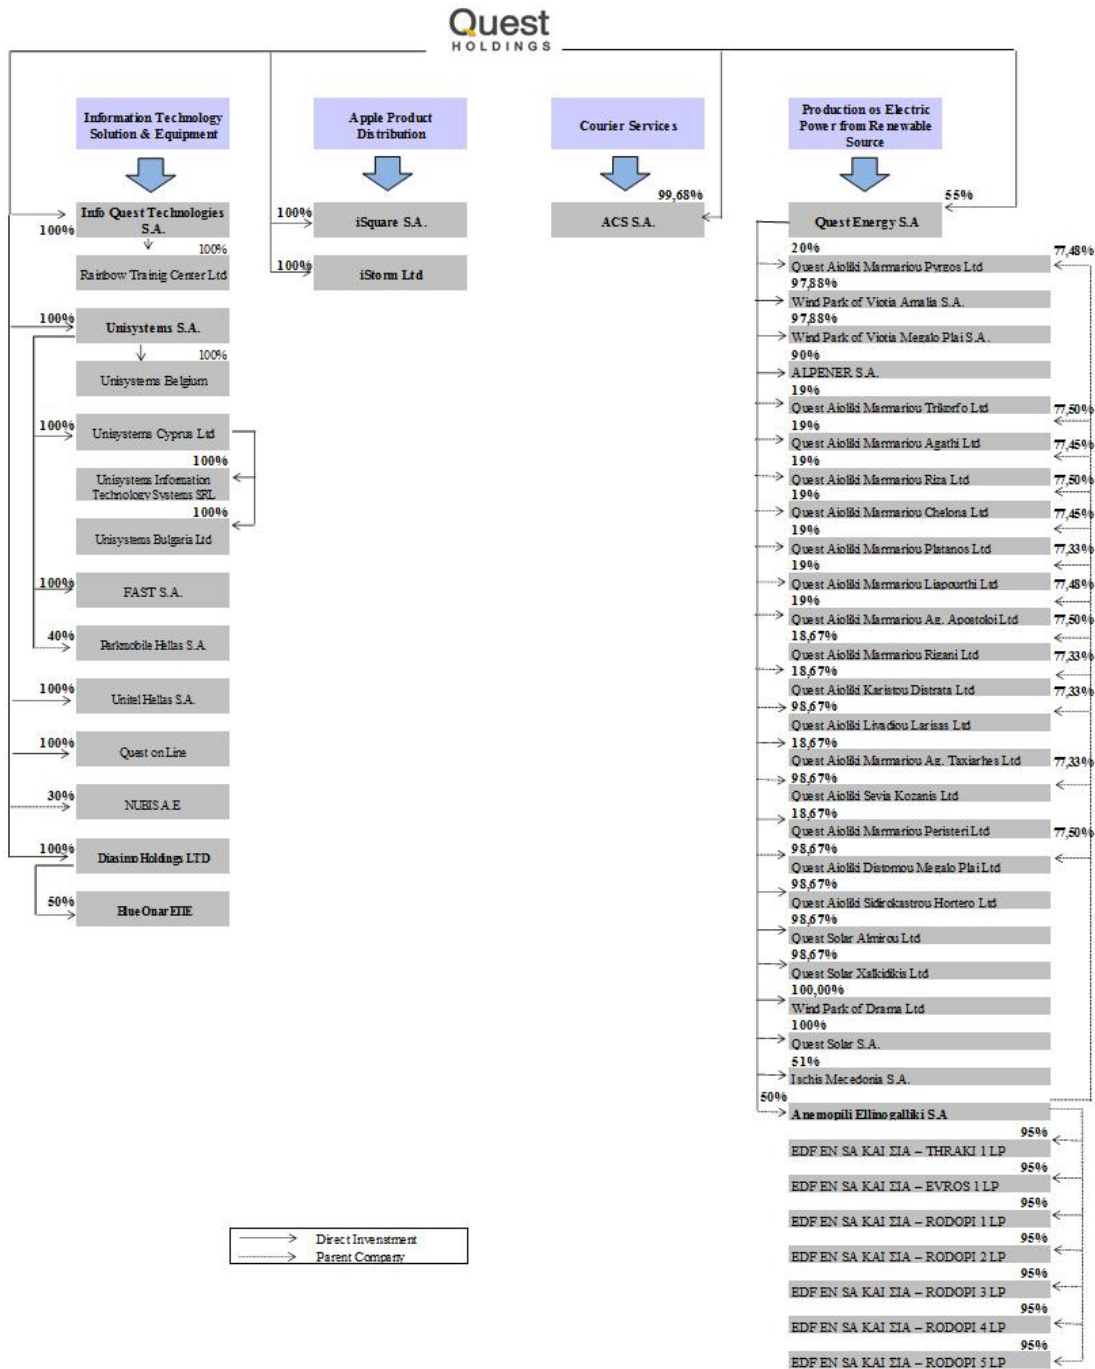 Quest
HOLDINGS
Information Technology
Solution & Equipment
Apple Product
Distribution
Courier Services
Production os Electric
Power from Renewable
Source
100%
Info Quest Technologies
S.A.
100%
Rainbow Trainig Center Ltd
100%
Unisystems S.A.
100%
Unisystems Belgium
100%
Unisystems Cyprus Ltd
100%
Unisystems Information
Technology Systems SRL
100%
Unisystems Bulgaria Ltd
100%
FAST S.A.
40%
Parkmobile Hellas S.A.
100%
Unitel Hellas S.A.
100%
Quest on Line
30%
NUBIS A.E
100%
Diasimo Holdings LTD
50%
Blue Onar ΕΠΕ
100%
iSquare S.A.
100%
iStorm Ltd
99,68%
ACS S.A.
55%
Quest Energy S.A
20%
77,48%
Quest Aioliki Marmariou Pyrgos Ltd
97,88%
Wind Park of Viotia Amalia S.A.
97,88%
Wind Park of Viotia Megalo Plai S.A.
90%
ALPENER S.A.
19%
Quest Aioliki Marmariou Trikorfo Ltd
77,50%
19%
Quest Aioliki Marmariou Agathi Ltd
77,45%
19%
Quest Aioliki Marmariou Riza Ltd
77,50%
19%
Quest Aioliki Marmariou Chelona Ltd
77,45%
19%
Quest Aioliki Marmariou Platanos Ltd
77,33%
19%
Quest Aioliki Marmariou Liapourthi Ltd
77,48%
19%
Quest Aioliki Marmariou Ag. Apostoloi Ltd
77,50%
18,67%
Quest Aioliki Marmariou Rigani Ltd
77,33%
18,67%
Quest Aioliki Karistou Distrata Ltd
77,33%
98,67%
Quest Aioliki Livadiou Larisas Ltd
18,67%
Quest Aioliki Marmariou Ag. Taxiarhes Ltd
77,33%
98,67%
Quest Aioliki Sevia Kozanis Ltd
18,67%
Quest Aioliki Marmariou Peristeri Ltd
77,50%
98,67%
Quest Aioliki Distomou Megalo Plai Ltd
98,67%
Quest Aioliki Sidirokastrou Hortero Ltd
98,67%
Quest Solar Almirou Ltd
98,67%
Quest Solar Xalkidikis Ltd
100,00%
Wind Park of Drama Ltd
100%
Quest Solar S.A.
51%
Ischis Mecedonia S.A.
50%
Anemopili Ellinogalliki S.A
95%
EDF EN SA ΚΑΙ ΣΙΑ – THRAKI 1 LP
95%
EDF EN SA ΚΑΙ ΣΙΑ – EVROS 1 LP
95%
EDF EN SA ΚΑΙ ΣΙΑ – RODOPI 1 LP
95%
EDF EN SA ΚΑΙ ΣΙΑ – RODOPI 2 LP
95%
EDF EN SA ΚΑΙ ΣΙΑ – RODOPI 3 LP
95%
EDF EN SA ΚΑΙ ΣΙΑ – RODOPI 4 LP
95%
EDF EN SA ΚΑΙ ΣΙΑ – RODOPI 5 LP
Direct Invenstment
Parent Company